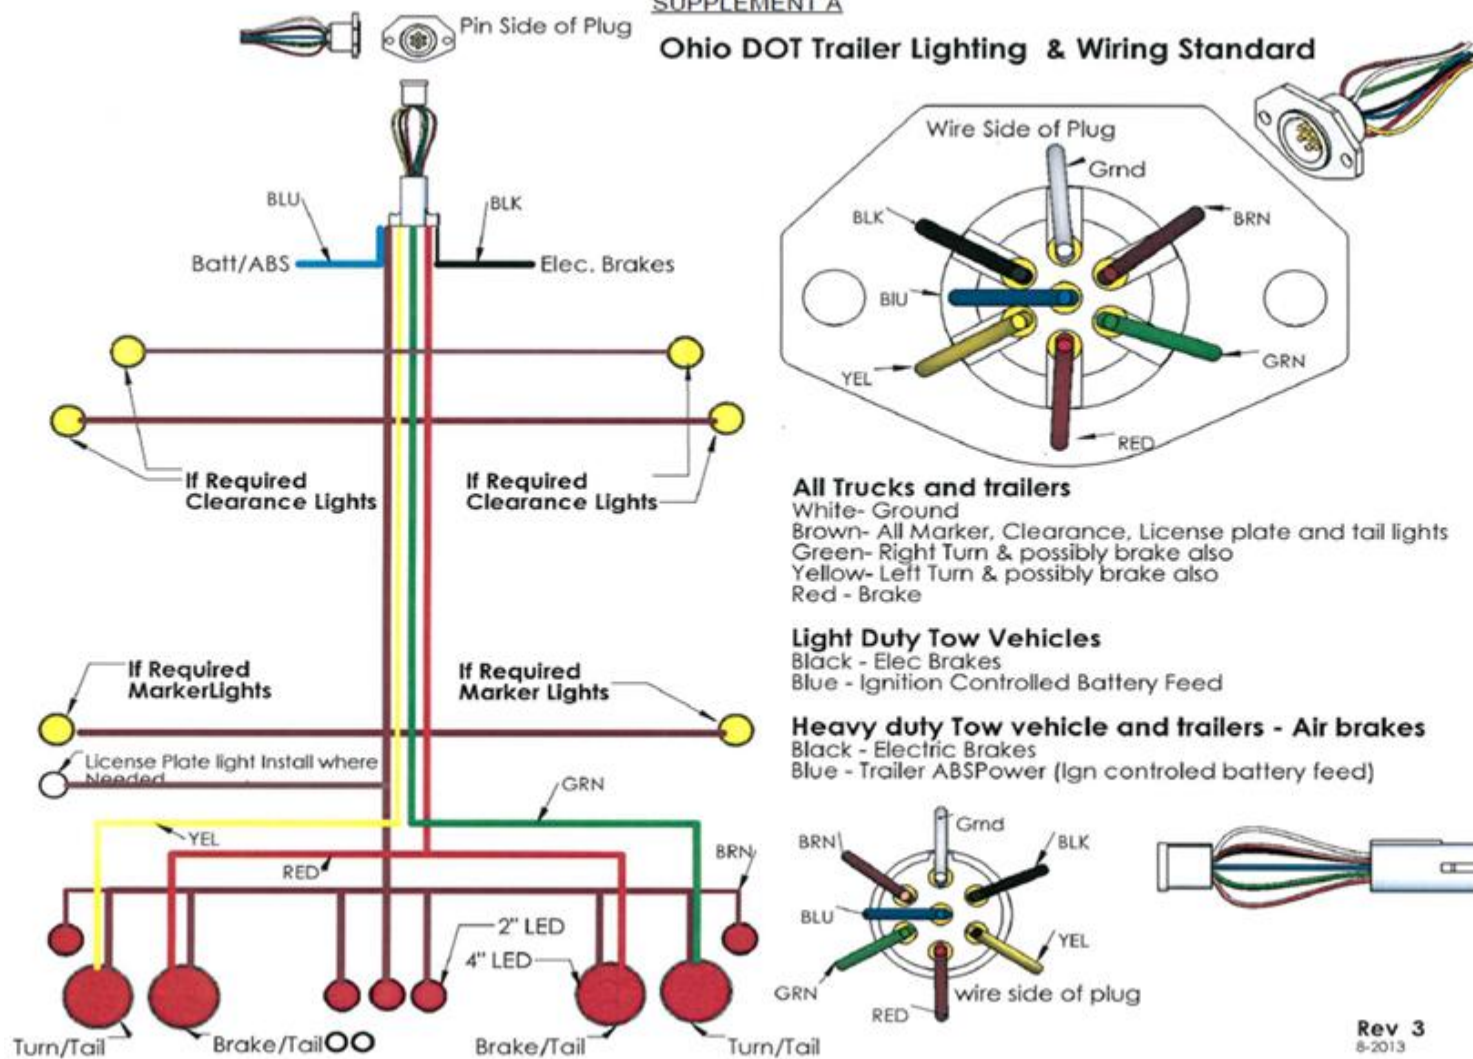 SUPPLEMENT A
Pin Side of Plug
Ohio DOT Trailer Lighting & Wiring Standard
Wire Side of Plug
Grnd
BLK
BRN
BlU
YEL
GRN
RED
BLU
BLK
Batt/ABS
Elec. Brakes
If Required
Clearance Lights
If Required
Clearance Lights
All Trucks and trailers
White- Ground
Brown- All Marker, Clearance, License plate and tail lights
Green- Right Turn & possibly brake also
Yellow- Left Turn & possibly brake also
Red - Brake
Light Duty Tow Vehicles
Black - Elec Brakes
Blue - Ignition Controlled Battery Feed
Heavy duty Tow vehicle and trailers - Air brakes
Black - Electric Brakes
Blue - Trailer ABSPower (Ign controled battery feed)
If Required
MarkerLights
If Required
Marker Lights
License Plate light Install where
Needed
GRN
YEL
RED
BRN
2" LED
4" LED
Turn/Tail
Brake/Tail
Brake/Tail
Turn/Tail
Grnd
BRN
BLK
BLU
YEL
GRN
RED
wire side of plug
Rev 3
8-2013